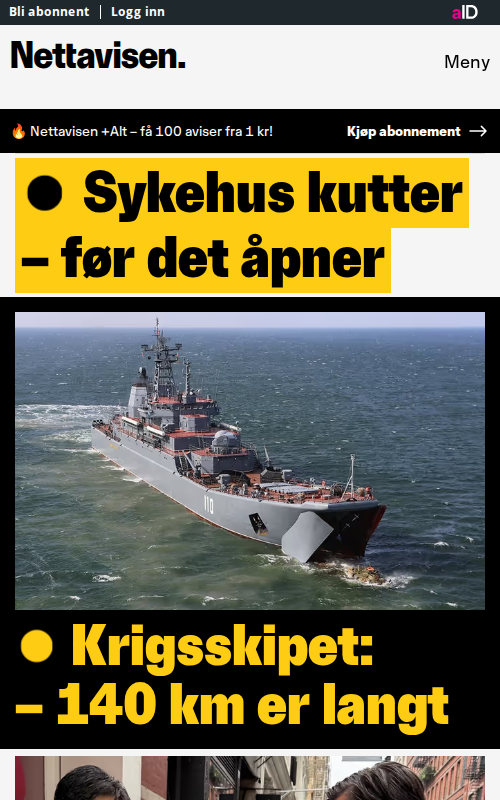 Bli abonnent
Logg inn
aID
Nettavisen.
Meny
🔥 Nettavisen +Alt – få 100 aviser fra 1 kr!
Kjøp abonnement →
● Sykehus kutter
– før det åpner
110
● Krigsskipet:
– 140 km er langt